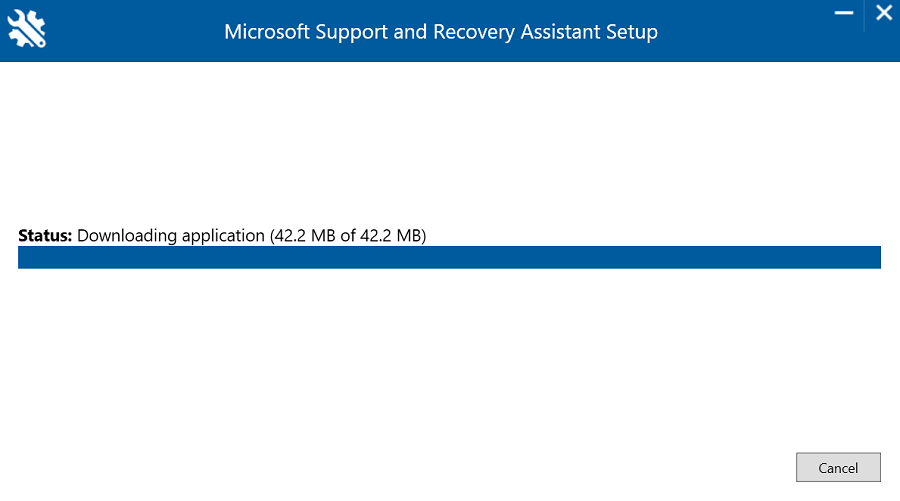 Microsoft Support and Recovery Assistant Setup
Status: Downloading application (42.2 MB of 42.2 MB)
Cancel